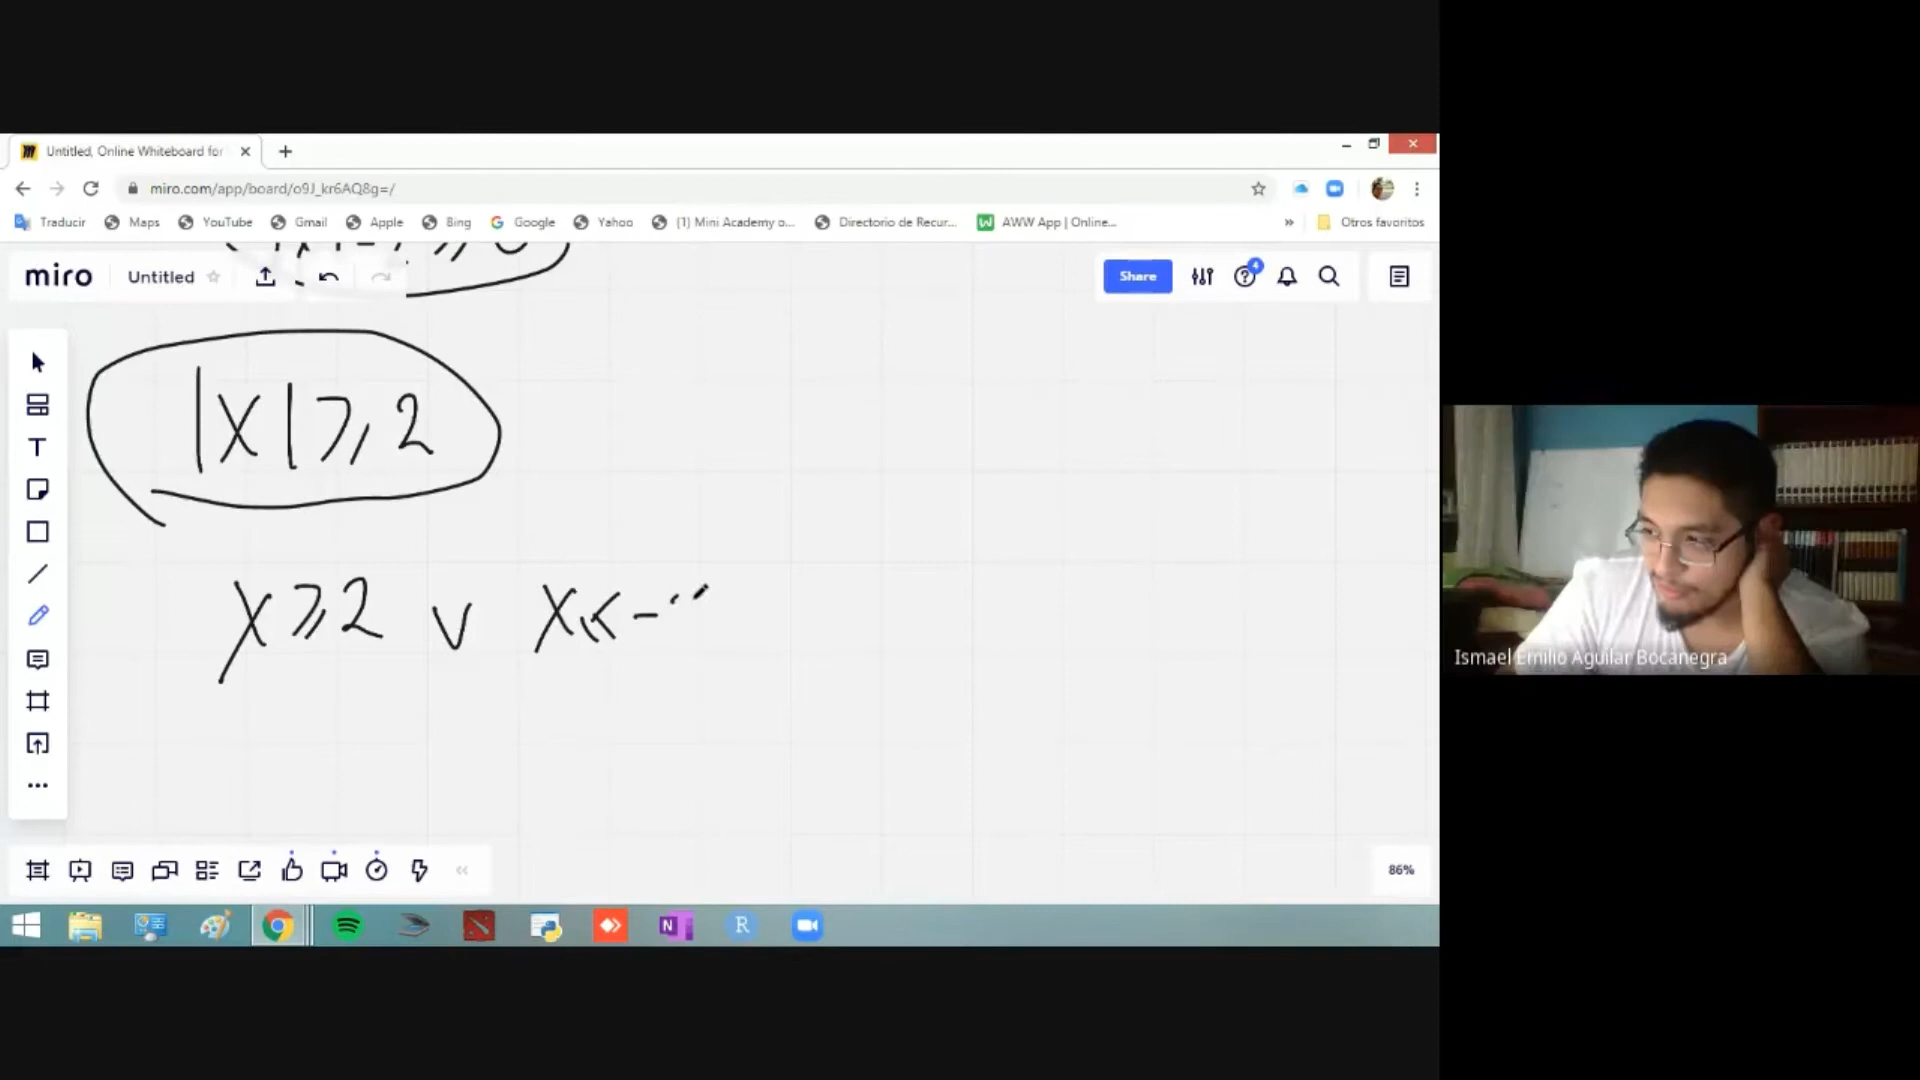 Untitled, Online Whiteboard for
miro.com/app/board/o9J_kr6AQ8g=/
Traducir Maps YouTube Gmail Apple Bing Google Yahoo (1) Mini Academy o... Directorio de Recur... AWW App | Online... » Otros favoritos
miro Untitled Share 4
|x| ⩾ 2
x ⩾ 2 v x ⩽ -
T
Ismael Emilio Aguilar Bocanegra
86%
N R